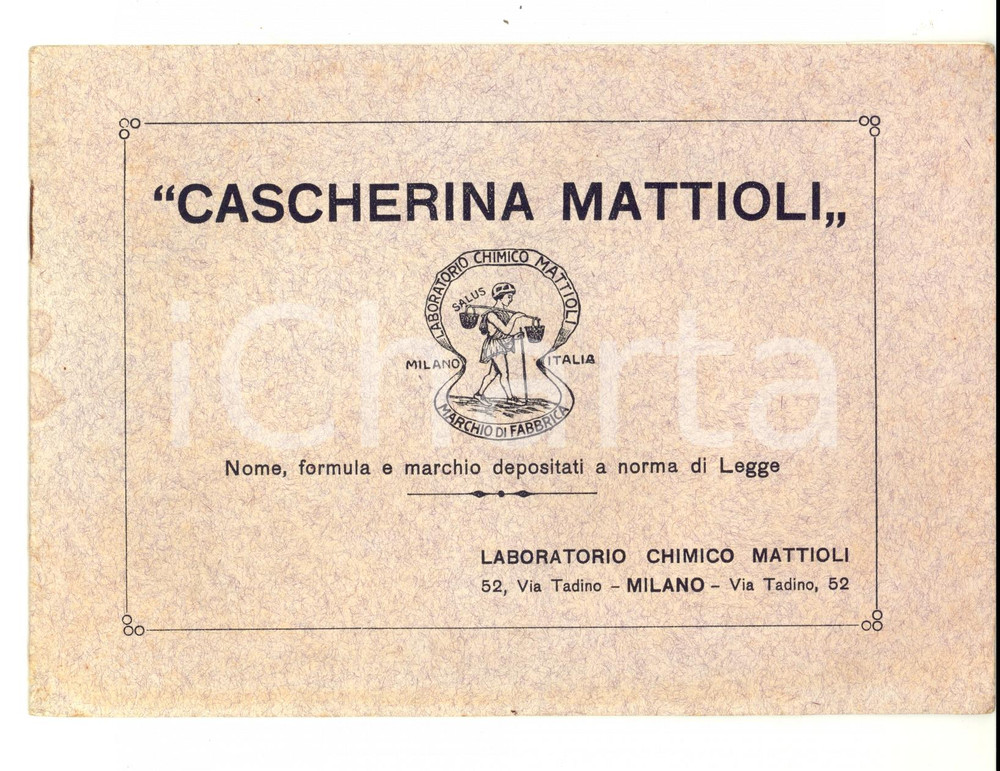 “CASCHERINA MATTIOLI„
LABORATORIO CHIMICO MATTIOLI
SALUS
MILANO ITALIA
MARCHIO DI FABBRICA
iCharta
Nome, formula e marchio depositati a norma di Legge
LABORATORIO CHIMICO MATTIOLI
52, Via Tadino – MILANO – Via Tadino, 52